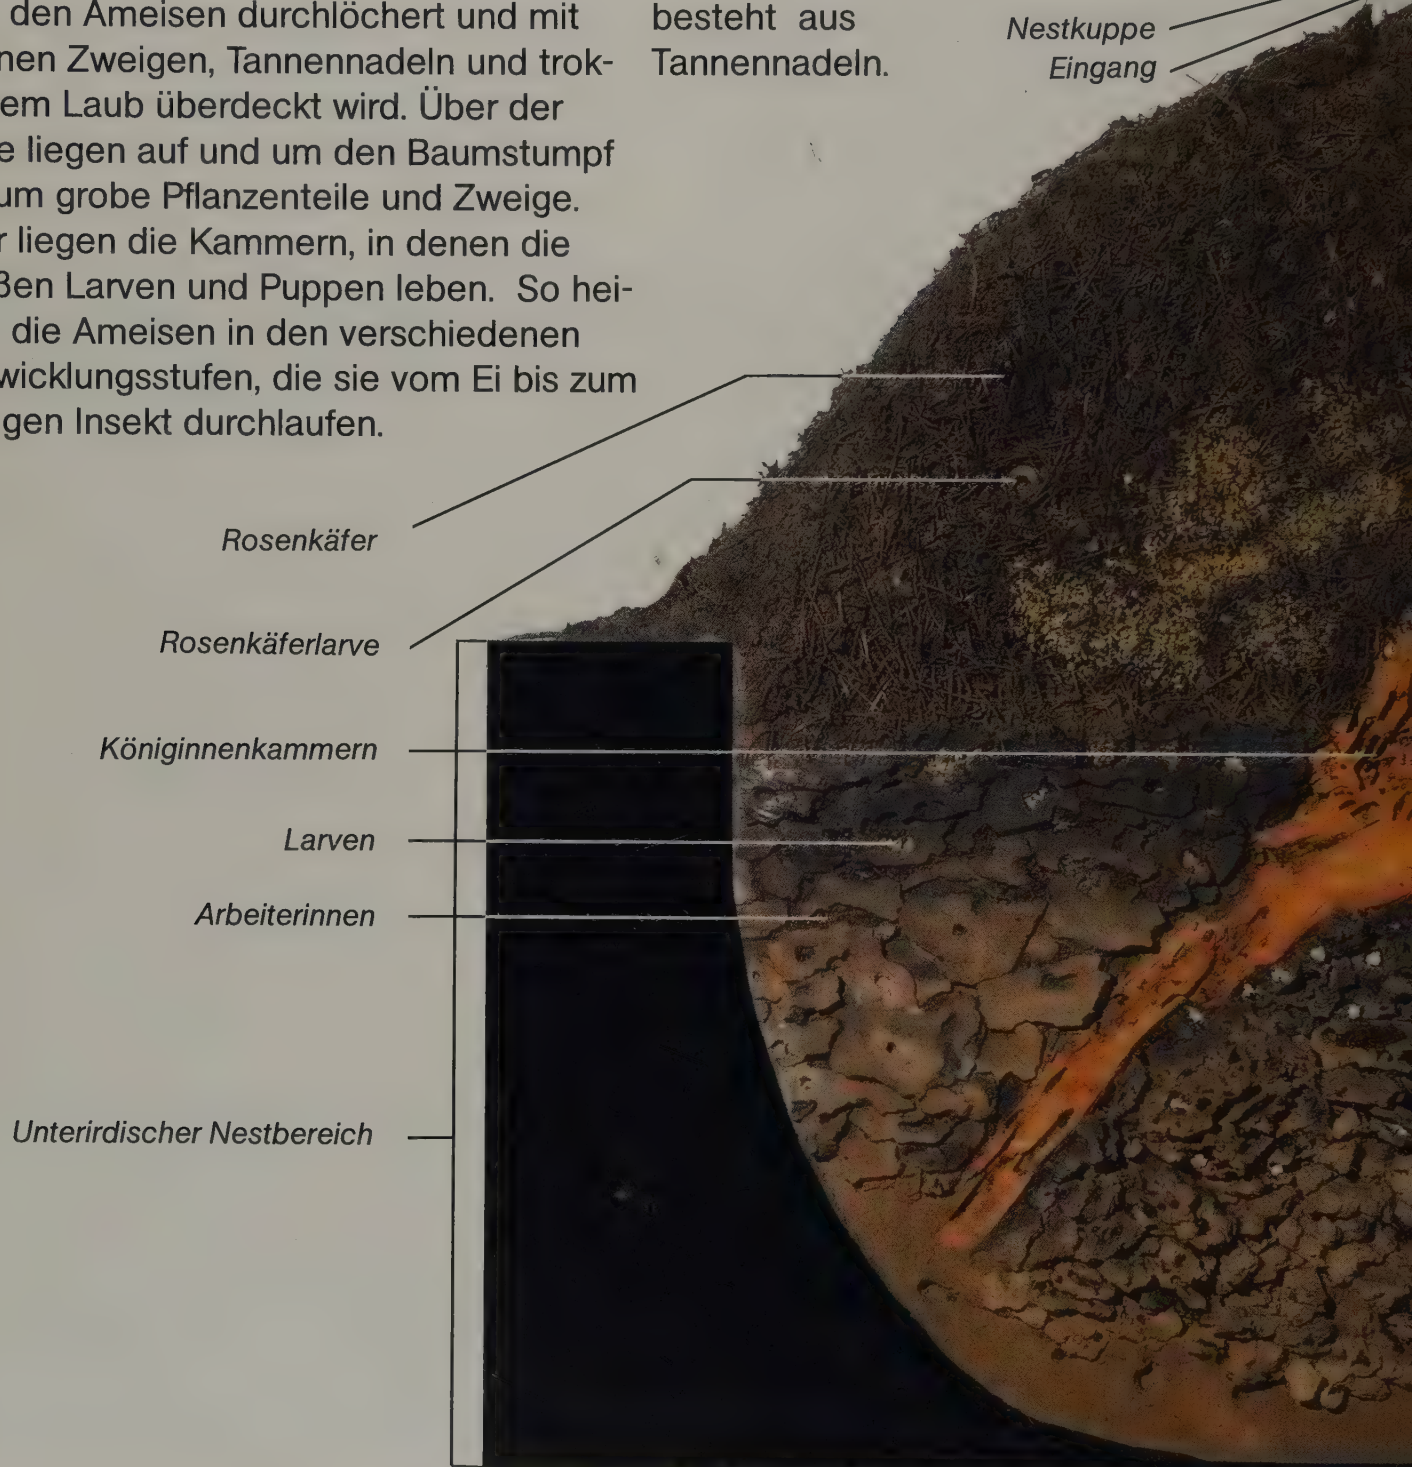 den Ameisen durchlöchert und mit
nen Zweigen, Tannennadeln und trok-
em Laub überdeckt wird. Über der
e liegen auf und um den Baumstumpf
um grobe Pflanzenteile und Zweige.
r liegen die Kammern, in denen die
ßen Larven und Puppen leben. So hei-
die Ameisen in den verschiedenen
wicklungsstufen, die sie vom Ei bis zum
gen Insekt durchlaufen.
besteht aus
Tannennadeln.
Nestkuppe
Eingang
Rosenkäfer
Rosenkäferlarve
Königinnenkammern
Larven
Arbeiterinnen
Unterirdischer Nestbereich